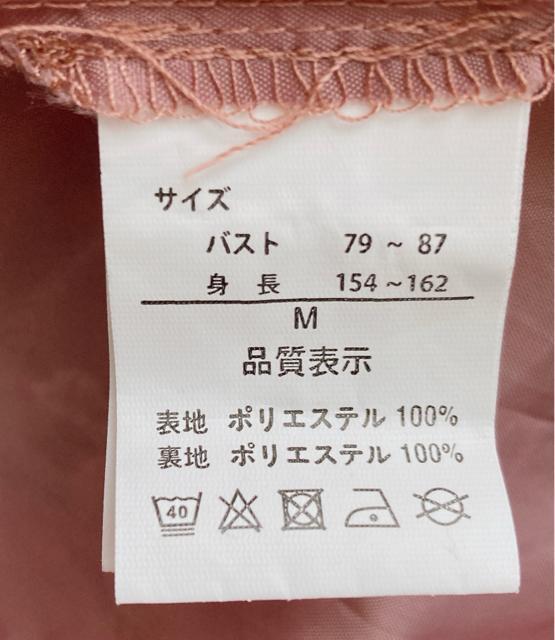 サイズ
バスト 79 ~ 87
身 長 154 ~ 162
M
品質表示
表地 ポリエステル 100%
裏地 ポリエステル 100%
40